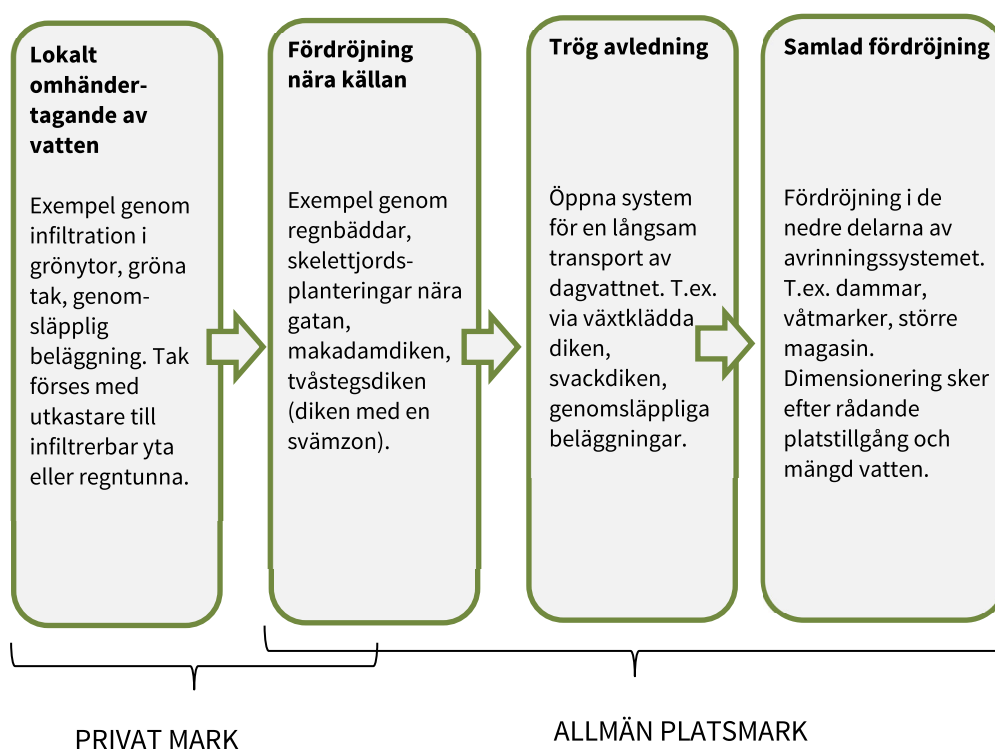 Lokalt
omhänder-
tagande av
vatten
Exempel genom
infiltration i
grönytor, gröna
tak, genom-
släpplig
beläggning. Tak
förses med
utkastare till
infiltrerbar yta
eller regntunna.
Fördröjning
nära källan
Exempel genom
regnbäddar,
skelettjords-
planteringar nära
gatan,
makadamdiken,
tvåstegsdiken
(diken med en
svämzon).
Trög avledning
Öppna system
för en långsam
transport av
dagvattnet. T.ex.
via växtklädda
diken,
svackdiken,
genomsläppliga
beläggningar.
Samlad fördröjning
Fördröjning i de
nedre delarna av
avrinningssystemet.
T.ex. dammar,
våtmarker, större
magasin.
Dimensionering sker
efter rådande
platstillgång och
mängd vatten.
PRIVAT MARK
ALLMÄN PLATSMARK